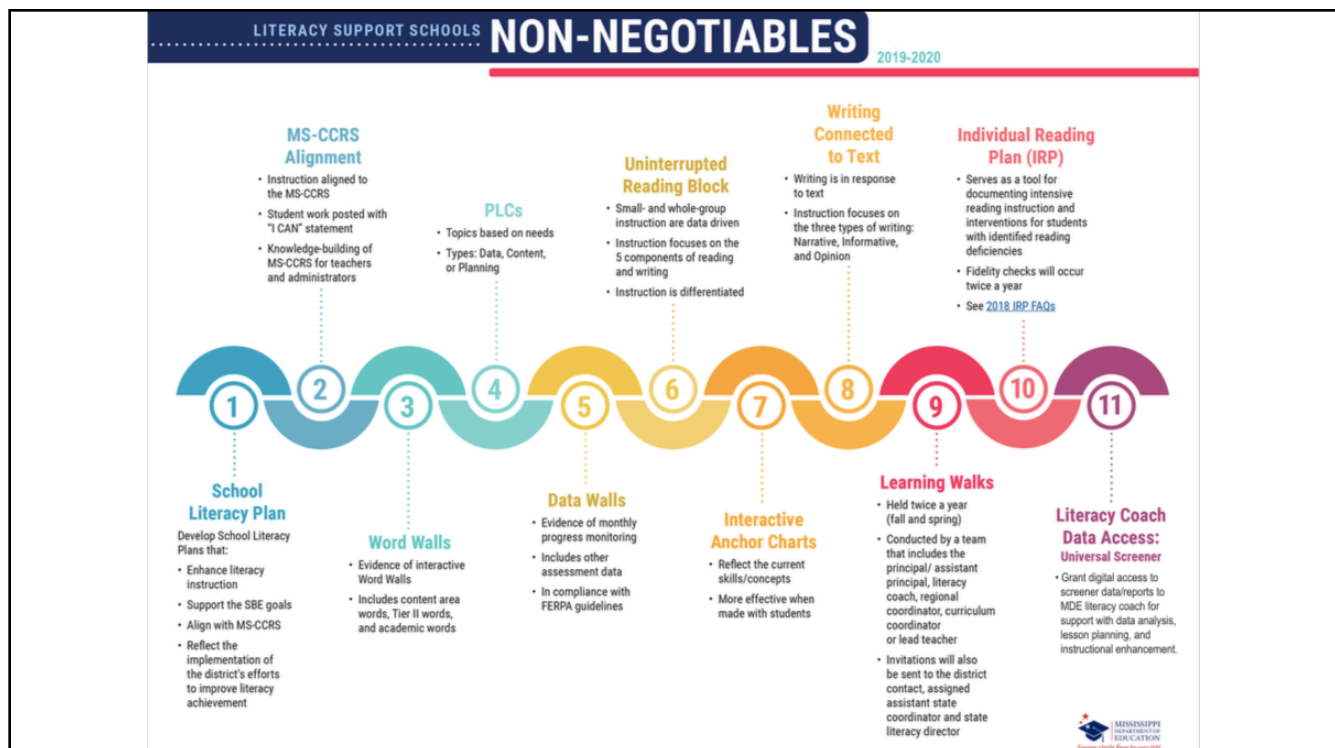 LITERACY SUPPORT SCHOOLS NON-NEGOTIABLES
2019-2020
1
School
Literacy Plan
Develop School Literacy
Plans that:
• Enhance literacy
instruction
• Support the SBE goals
• Align with MS-CCRS
• Reflect the
implementation of
the district's efforts
to improve literacy
achievement
2
MS-CCRS
Alignment
• Instruction aligned to
the MS-CCRS
• Student work posted with
"I CAN" statement
• Knowledge-building of
MS-CCRS for teachers
and administrators
3
Word Walls
• Evidence of interactive
Word Walls
• Includes content area
words, Tier II words,
and academic words
4
PLCs
• Topics based on needs
• Types: Data, Content,
or Planning
5
Data Walls
• Evidence of monthly
progress monitoring
• Includes other
assessment data
• In compliance with
FERPA guidelines
6
Uninterrupted
Reading Block
• Small- and whole-group
instruction are data driven
• Instruction focuses on the
5 components of reading
and writing
• Instruction is differentiated
7
Interactive
Anchor Charts
• Reflect the current
skills/concepts
• More effective when
made with students
8
Writing
Connected
to Text
• Writing is in response
to text
• Instruction focuses on
the three types of writing:
Narrative, Informative,
and Opinion
9
Learning Walks
• Held twice a year
(fall and spring)
• Conducted by a team
that includes the
principal/ assistant
principal, literacy
coach, regional
coordinator, curriculum
coordinator
or lead teacher
• Invitations will also
be sent to the district
contact, assigned
assistant state
coordinator and state
literacy director
10
Individual Reading
Plan (IRP)
• Serves as a tool for
documenting intensive
reading instruction and
interventions for students
with identified reading
deficiencies
• Fidelity checks will occur
twice a year
• See 2018 IRP FAQs
11
Literacy Coach
Data Access:
Universal Screener
• Grant digital access to
screener data/reports to
MDE literacy coach for
support with data analysis,
lesson planning, and
instructional enhancement.
MISSISSIPPI
DEPARTMENT OF
EDUCATION